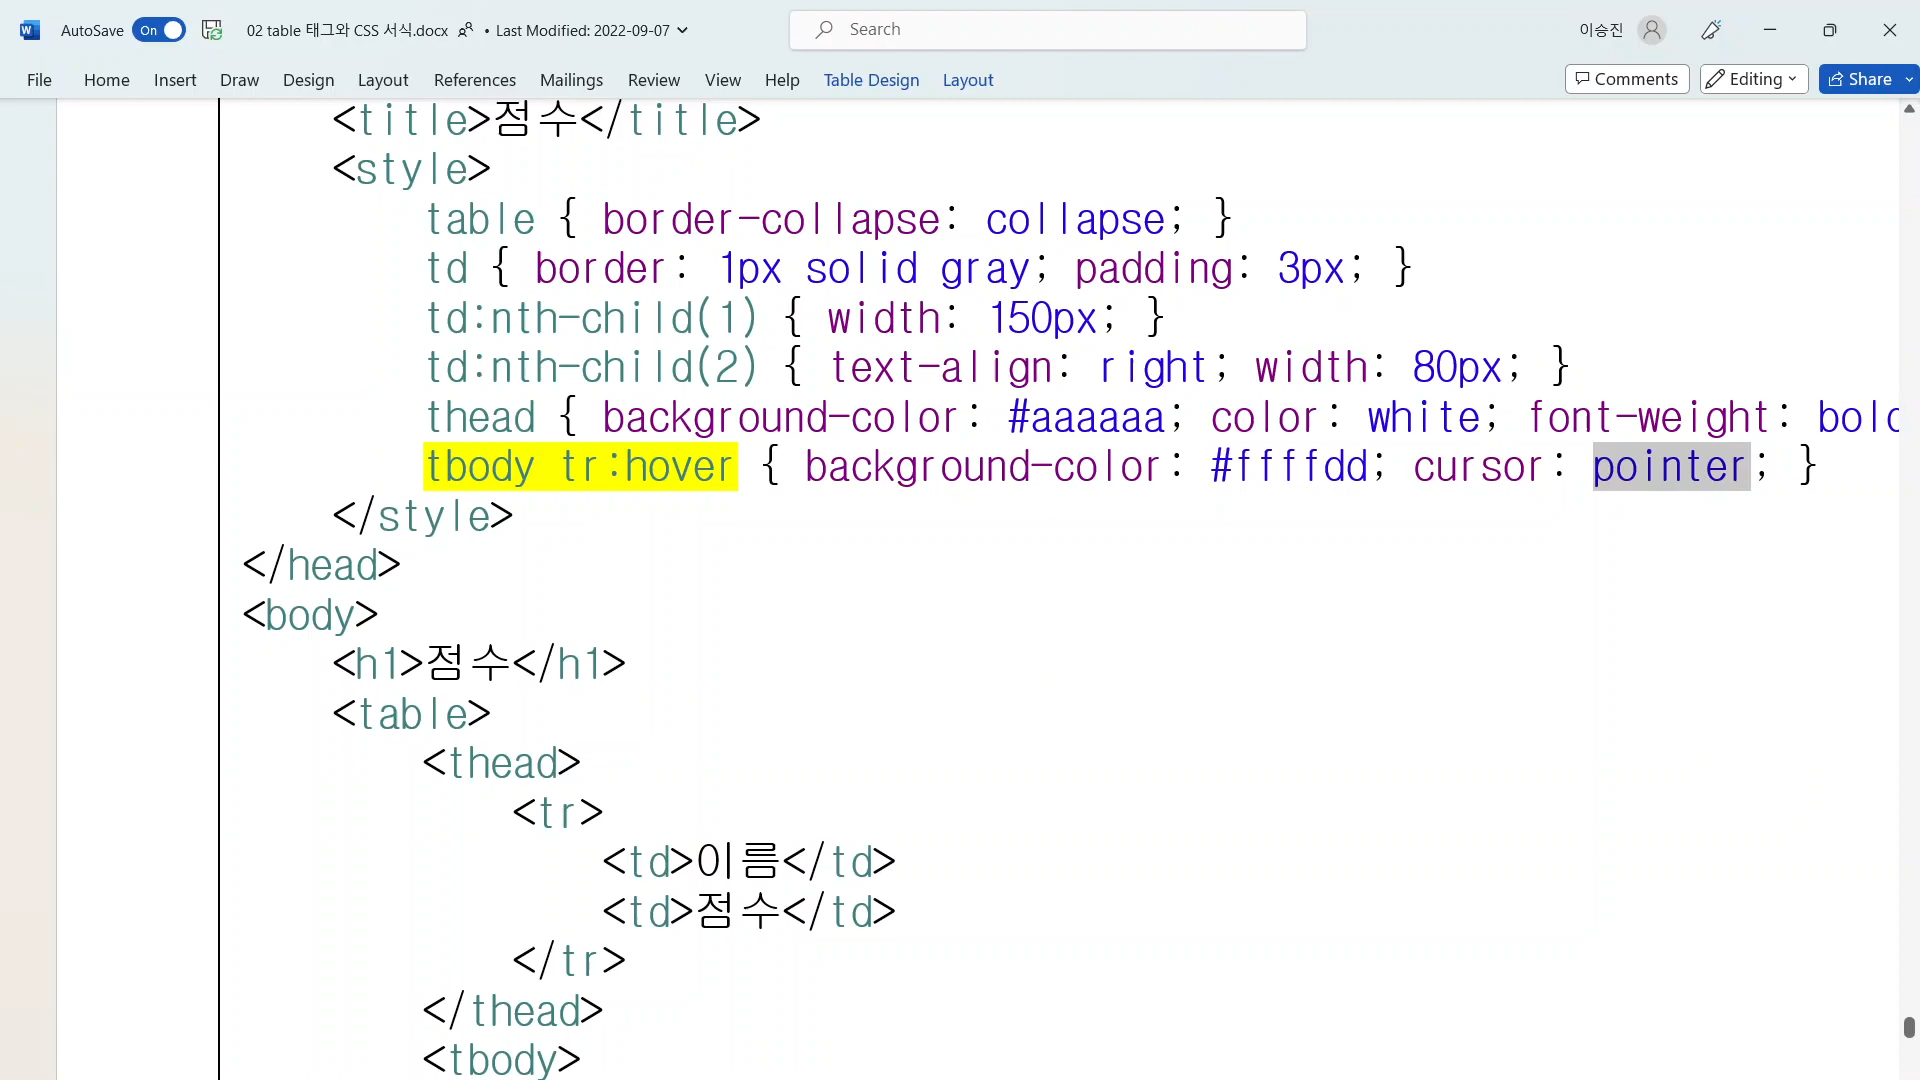 AutoSave On 02 table 태그와 CSS 서식.docx • Last Modified: 2022-09-07 Search 이승진
File Home Insert Draw Design Layout References Mailings Review View Help Table Design Layout Comments Editing Share
<title>점수</title>
<style>
table { border-collapse: collapse; }
td { border: 1px solid gray; padding: 3px; }
td:nth-child(1) { width: 150px; }
td:nth-child(2) { text-align: right; width: 80px; }
thead { background-color: #aaaaaa; color: white; font-weight:
tbody tr:hover { background-color: #ffffdd; cursor: pointer; }
</style>
</head>
<body>
<h1>점수</h1>
<table>
<thead>
<tr>
<td>이름</td>
<td>점수</td>
</tr>
</thead>
<tbody>